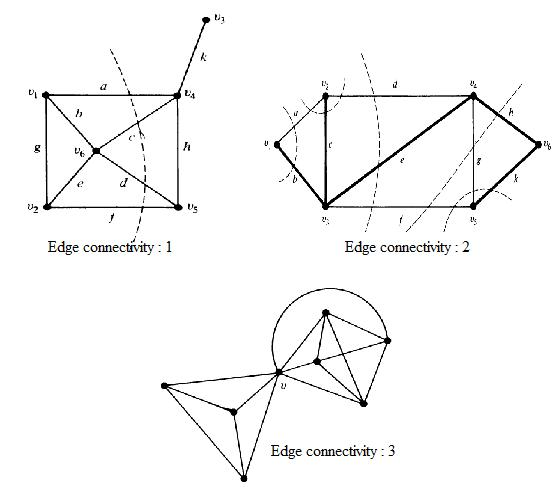 v3
k
v1
a
v4
b
c
g
v6
h
e
d
v2
f
v5
Edge connectivity : 1
v2
d
v4
a
h
v1
c
e
g
v6
b
k
v3
f
v5
Edge connectivity : 2
υ
Edge connectivity : 3